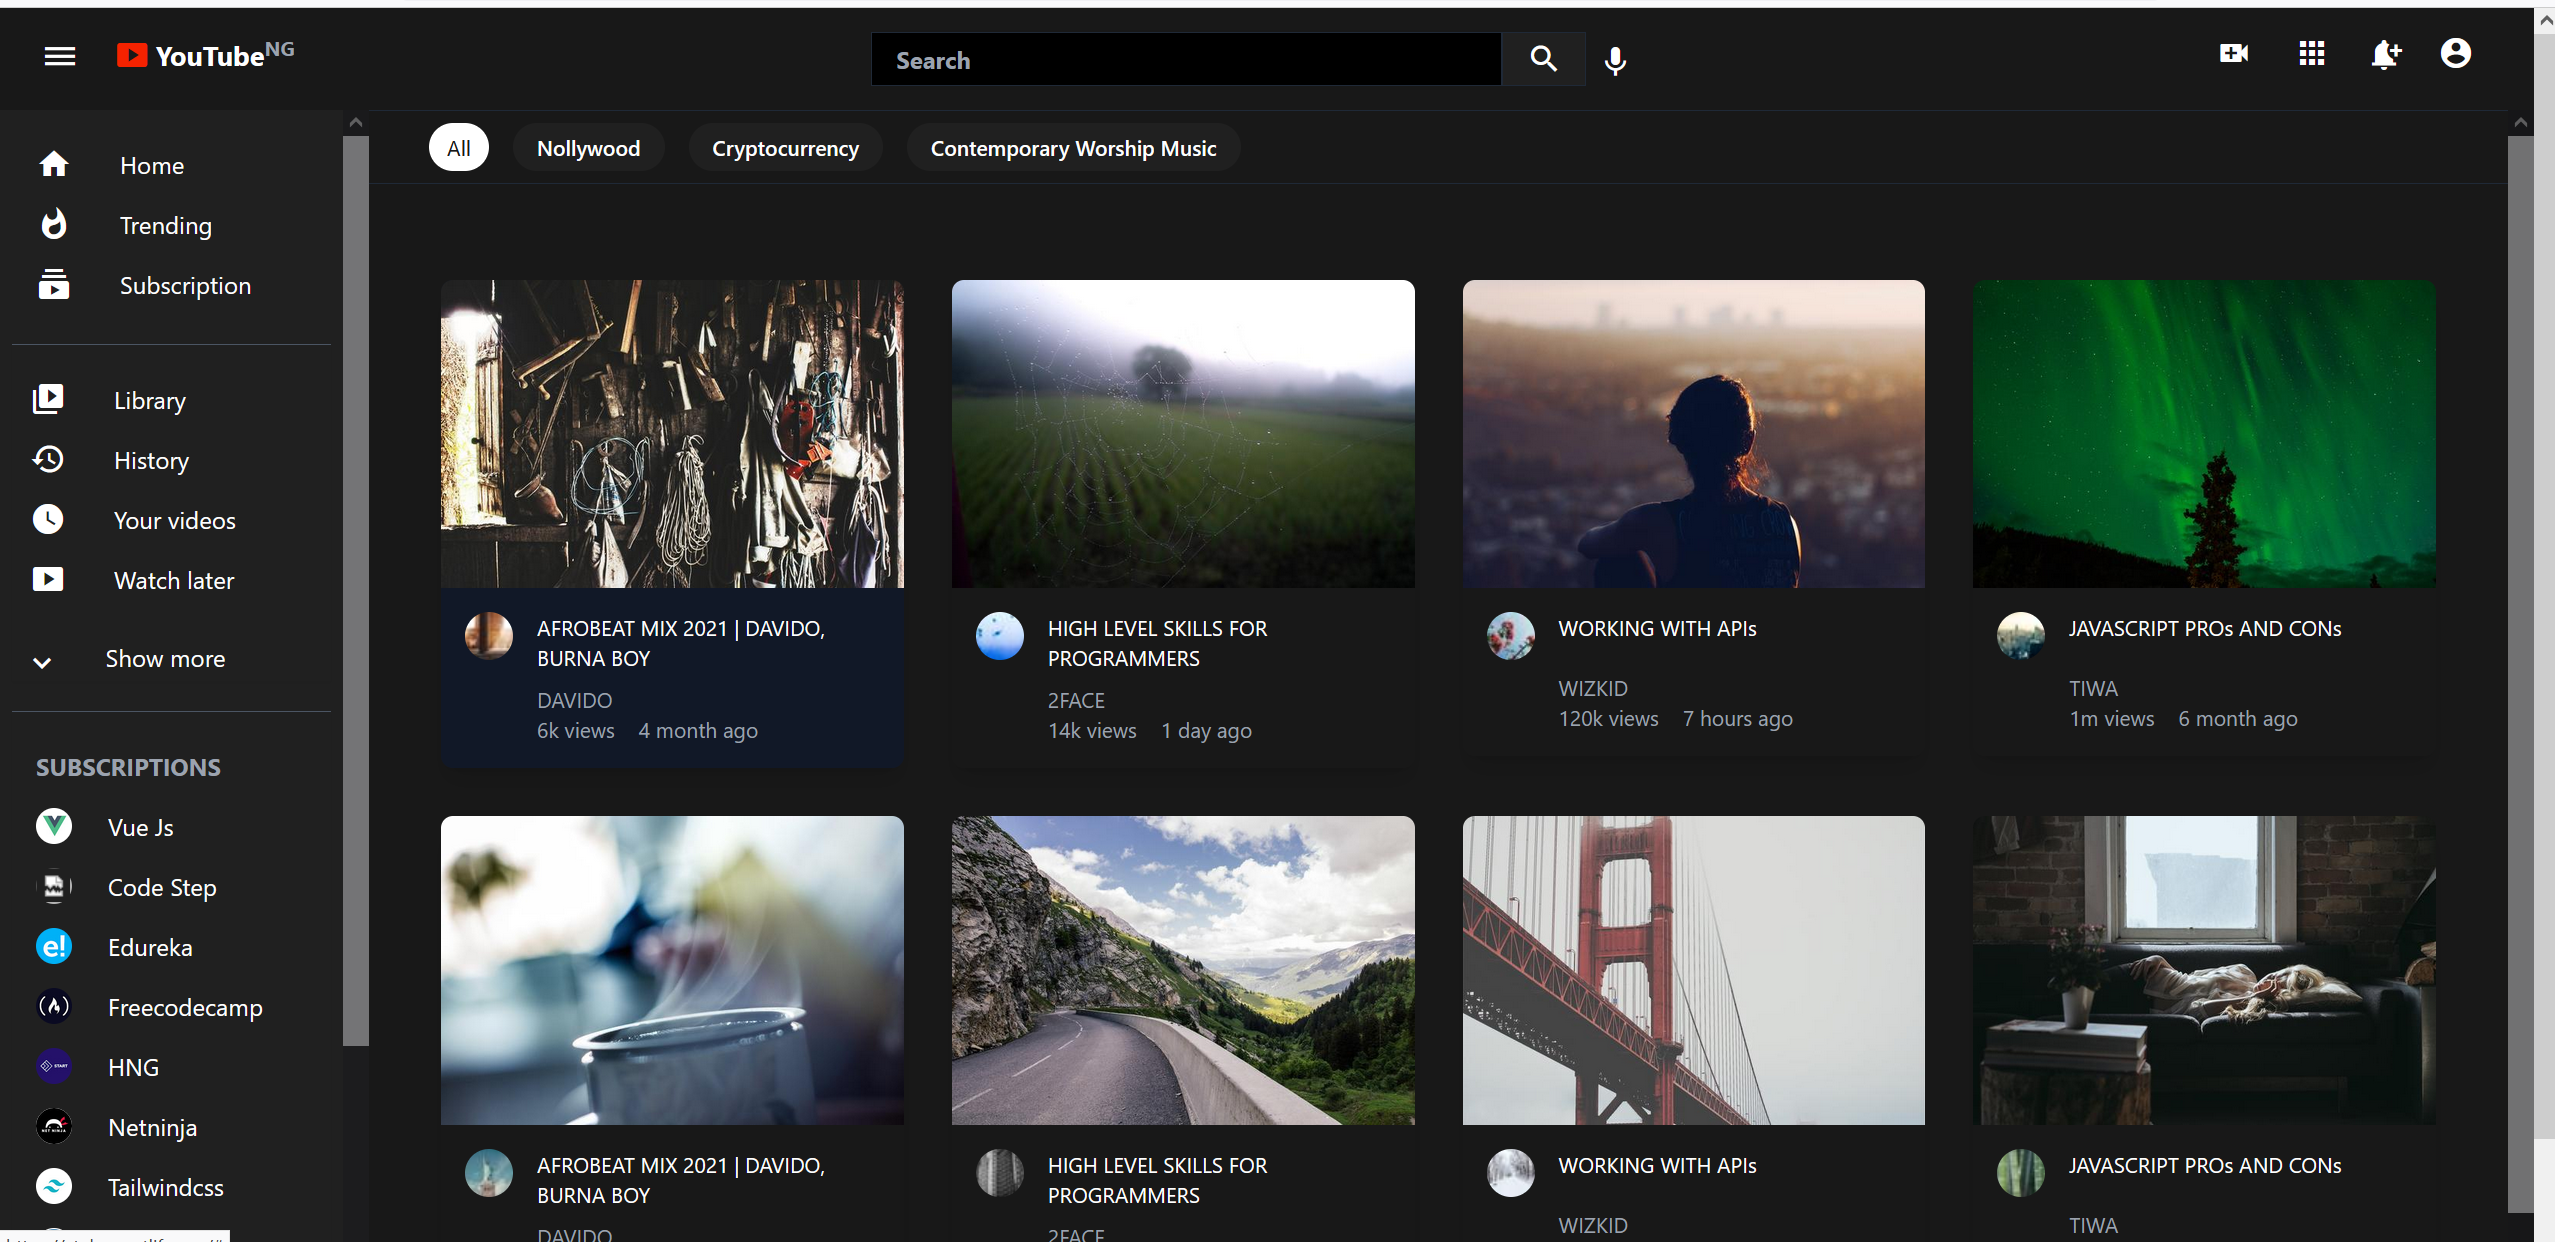 YouTube NG
Search
Home
Trending
Subscription
Library
History
Your videos
Watch later
Show more
SUBSCRIPTIONS
Vue Js
Code Step
Edureka
Freecodecamp
HNG
Netninja
Tailwindcss
All
Nollywood
Cryptocurrency
Contemporary Worship Music
AFROBEAT MIX 2021 | DAVIDO,
BURNA BOY
DAVIDO
6k views 4 month ago
HIGH LEVEL SKILLS FOR
PROGRAMMERS
2FACE
14k views 1 day ago
WORKING WITH APIs
WIZKID
120k views 7 hours ago
JAVASCRIPT PROs AND CONs
TIWA
1m views 6 month ago
AFROBEAT MIX 2021 | DAVIDO,
BURNA BOY
DAVIDO
HIGH LEVEL SKILLS FOR
PROGRAMMERS
2FACE
WORKING WITH APIs
WIZKID
JAVASCRIPT PROs AND CONs
TIWA